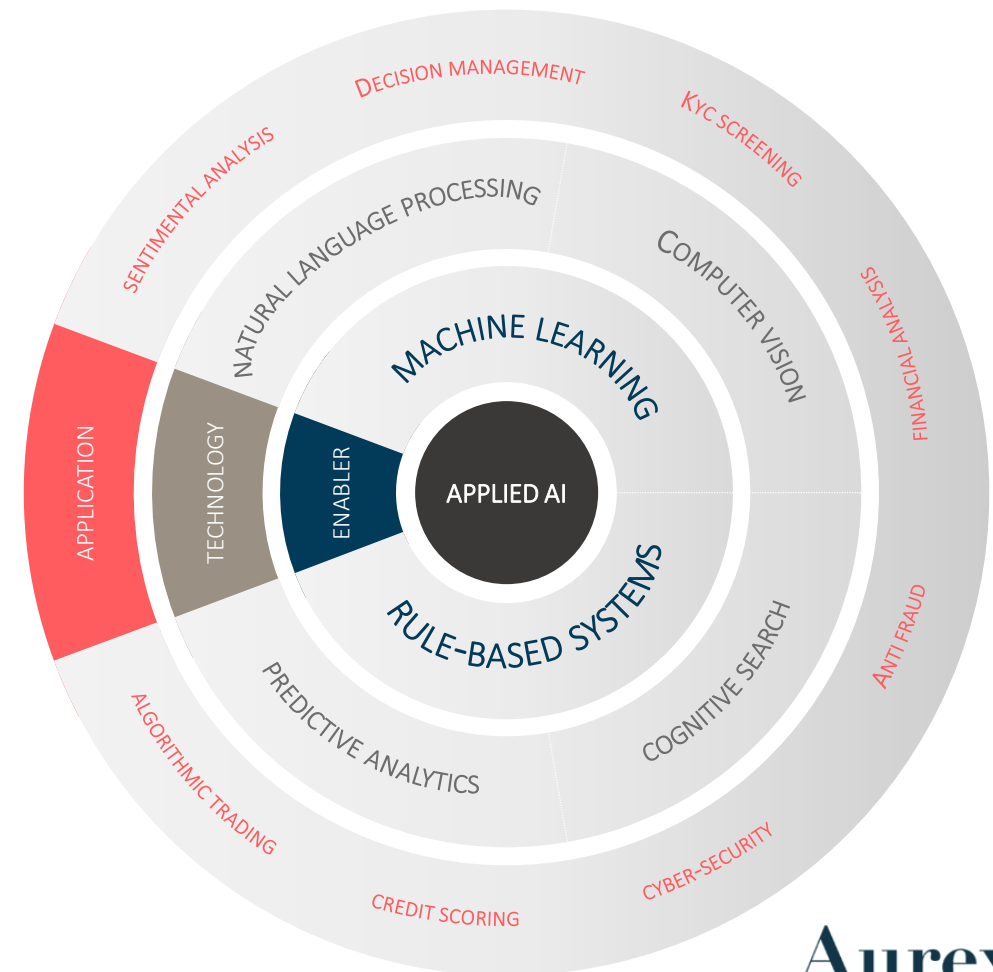 DECISION MANAGEMENT
KYC SCREENING
SENTIMENTAL ANALYSIS
FINANCIAL ANALYSIS
ANTI FRAUD
CYBER-SECURITY
CREDIT SCORING
ALGORITHMIC TRADING
APPLICATION
NATURAL LANGUAGE PROCESSING
COMPUTER VISION
COGNITIVE SEARCH
PREDICTIVE ANALYTICS
TECHNOLOGY
MACHINE LEARNING
RULE-BASED SYSTEMS
ENABLER
APPLIED AI